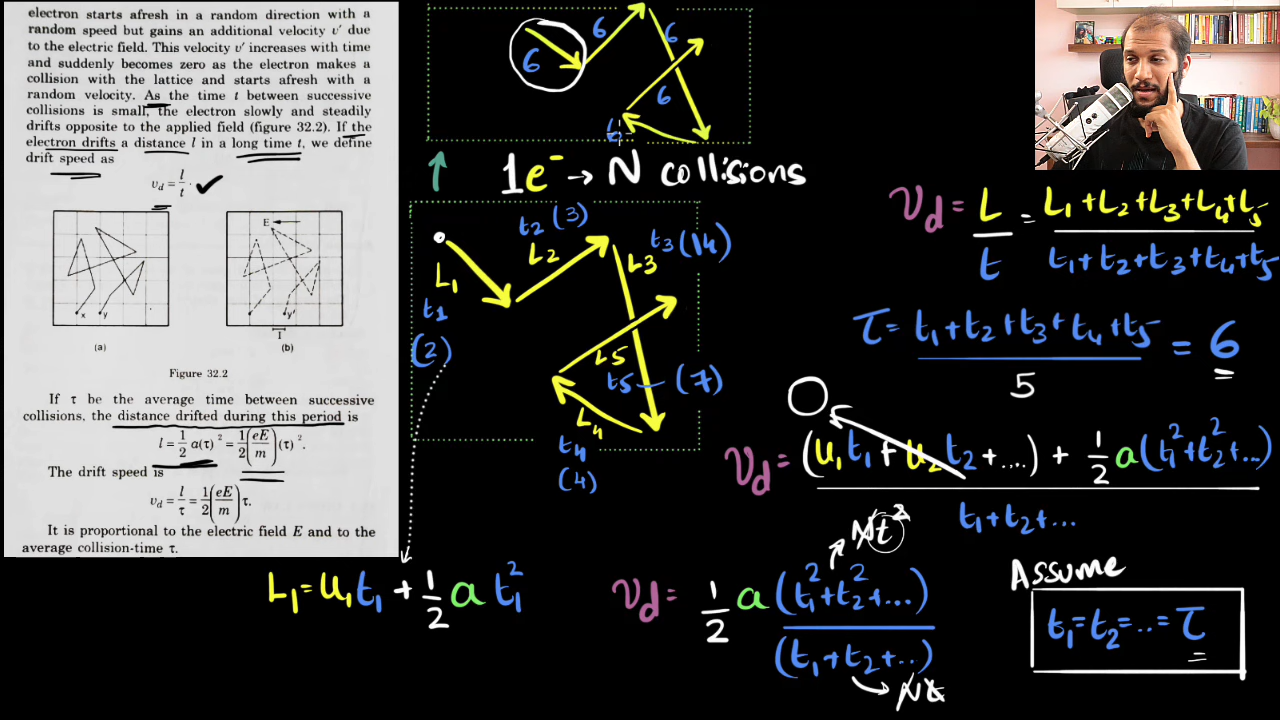 electron starts afresh in a random direction with a
random speed but gains an additional velocity v′ due
to the electric field. This velocity v′ increases with time
and suddenly becomes zero as the electron makes a
collision with the lattice and starts afresh with a
random velocity. As the time t between successive
collisions is small, the electron slowly and steadily
drifts opposite to the applied field (figure 32.2). If the
electron drifts a distance l in a long time t, we define
drift speed as
v_d = l/t ·
E
x y
y′
1
(a) (b)
Figure 32.2
If τ be the average time between successive
collisions, the distance drifted during this period is
l = 1/2 a(τ)² = 1/2 (eE/m) (τ)².
The drift speed is
v_d = l/τ = 1/2 (eE/m) τ.
It is proportional to the electric field E and to the
average collision-time τ.
6 6 6
6
1e⁻ → N collisions
L1 t1 (2)
t2 (3) L2
t3 (14) L3
L5 t5 (7)
L4 t4 (4)
L1 = u1t1 + 1/2 a t1²
v_d = L/t = (L1+L2+L3+L4+L5)/(t1+t2+t3+t4+t5)
τ = (t1+t2+t3+t4+t5)/5 = 6
v_d = ((u1t1 + u2t2 + ....) + 1/2 a (t1²+t2²+...))/(t1+t2+...)
Nt²
v_d = 1/2 a (t1²+t2²+...)/(t1+t2+..)
Nt
Assume
t1=t2=..=τ